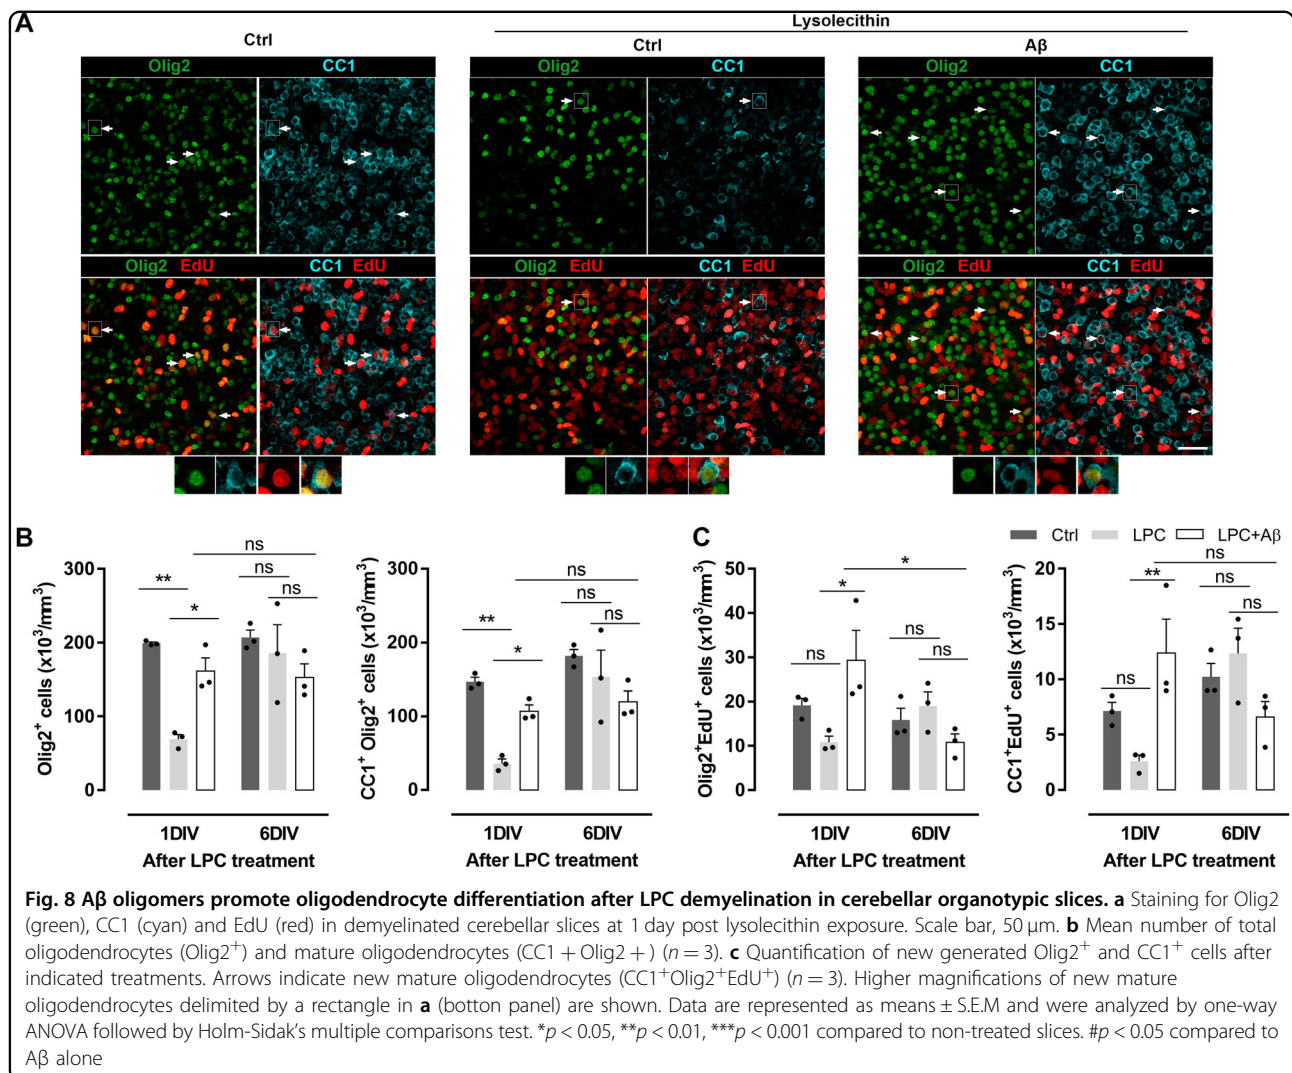 A
Lysolecithin
Ctrl
Ctrl
Aβ
Olig2 CC1
Olig2 CC1
Olig2 CC1
Olig2 EdU CC1 EdU
Olig2 EdU CC1 EdU
Olig2 EdU CC1 EdU
B
Olig2⁺ cells (x10³/mm³)
300
200
100
0
ns
**
*
ns
ns
1DIV 6DIV
After LPC treatment
CC1⁺ Olig2⁺ cells (x10³/mm³)
300
200
100
0
ns
**
*
ns
ns
1DIV 6DIV
After LPC treatment
C
Ctrl LPC LPC+Aβ
Olig2⁺EdU⁺ cells (x10³/mm³)
50
40
30
20
10
0
*
*
ns
ns
ns
1DIV 6DIV
After LPC treatment
CC1⁺EdU⁺ cells (x10³/mm³)
20
15
10
5
0
ns
**
ns
ns
ns
1DIV 6DIV
After LPC treatment
Fig. 8 Aβ oligomers promote oligodendrocyte differentiation after LPC demyelination in cerebellar organotypic slices. a Staining for Olig2
(green), CC1 (cyan) and EdU (red) in demyelinated cerebellar slices at 1 day post lysolecithin exposure. Scale bar, 50 μm. b Mean number of total
oligodendrocytes (Olig2⁺) and mature oligodendrocytes (CC1 + Olig2 +) (n = 3). c Quantification of new generated Olig2⁺ and CC1⁺ cells after
indicated treatments. Arrows indicate new mature oligodendrocytes (CC1⁺Olig2⁺EdU⁺) (n = 3). Higher magnifications of new mature
oligodendrocytes delimited by a rectangle in a (botton panel) are shown. Data are represented as means ± S.E.M and were analyzed by one-way
ANOVA followed by Holm-Sidak's multiple comparisons test. *p < 0.05, **p < 0.01, ***p < 0.001 compared to non-treated slices. #p < 0.05 compared to
Aβ alone